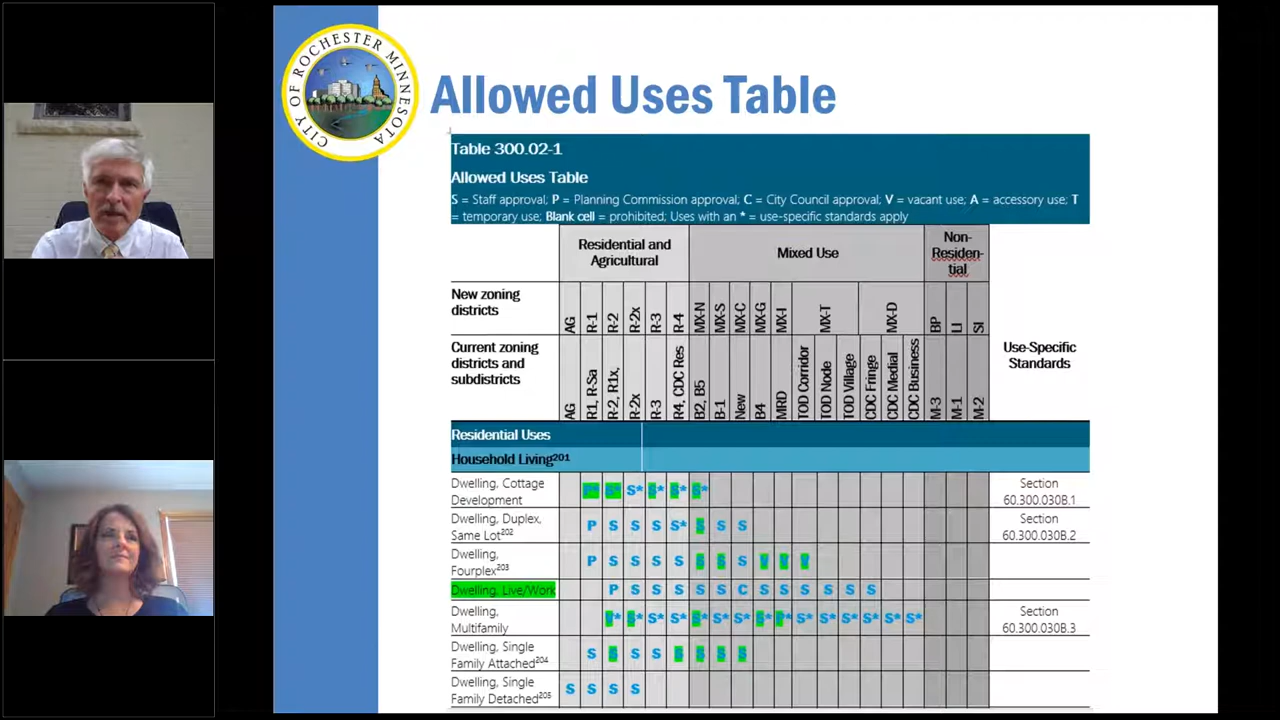 CITY OF ROCHESTER MINNESOTA
Allowed Uses Table
Table 300.02-1
Allowed Uses Table
S = Staff approval; P = Planning Commission approval; C = City Council approval; V = vacant use; A = accessory use; T
= temporary use; Blank cell = prohibited; Uses with an * = use-specific standards apply
Residential and
Agricultural
Mixed Use
Non-
Residen-
tial
New zoning
districts
AG R-1 R-2 R-2x R-3 R-4 MX-N MX-S MX-C MX-G MX-I MX-T MX-D BP LI SI
Current zoning
districts and
subdistricts
AG R1, R-Sa R-2, R1x, R-2x R-3 R4, CDC Res B2, B5 B-1 New B4 MRD TOD Corridor TOD Node TOD Village CDC Fringe CDC Medial CDC Business M-3 M-1 M-2
Use-Specific
Standards
Residential Uses
Household Living201
Dwelling, Cottage
Development
S* S* S* S* S*
Section
60.300.030B.1
Dwelling, Duplex,
Same Lot202
P S S S S* S S S
Section
60.300.030B.2
Dwelling,
Fourplex203
P S S S S S S
Dwelling, Live/Work
P S S S S S C S S S S S S
Dwelling,
Multifamily
S* S* S* S* S* S* S* S* S* S* S* S* S*
Section
60.300.030B.3
Dwelling, Single
Family Attached204
S S S S S S S S
Dwelling, Single
Family Detached205
S S S S